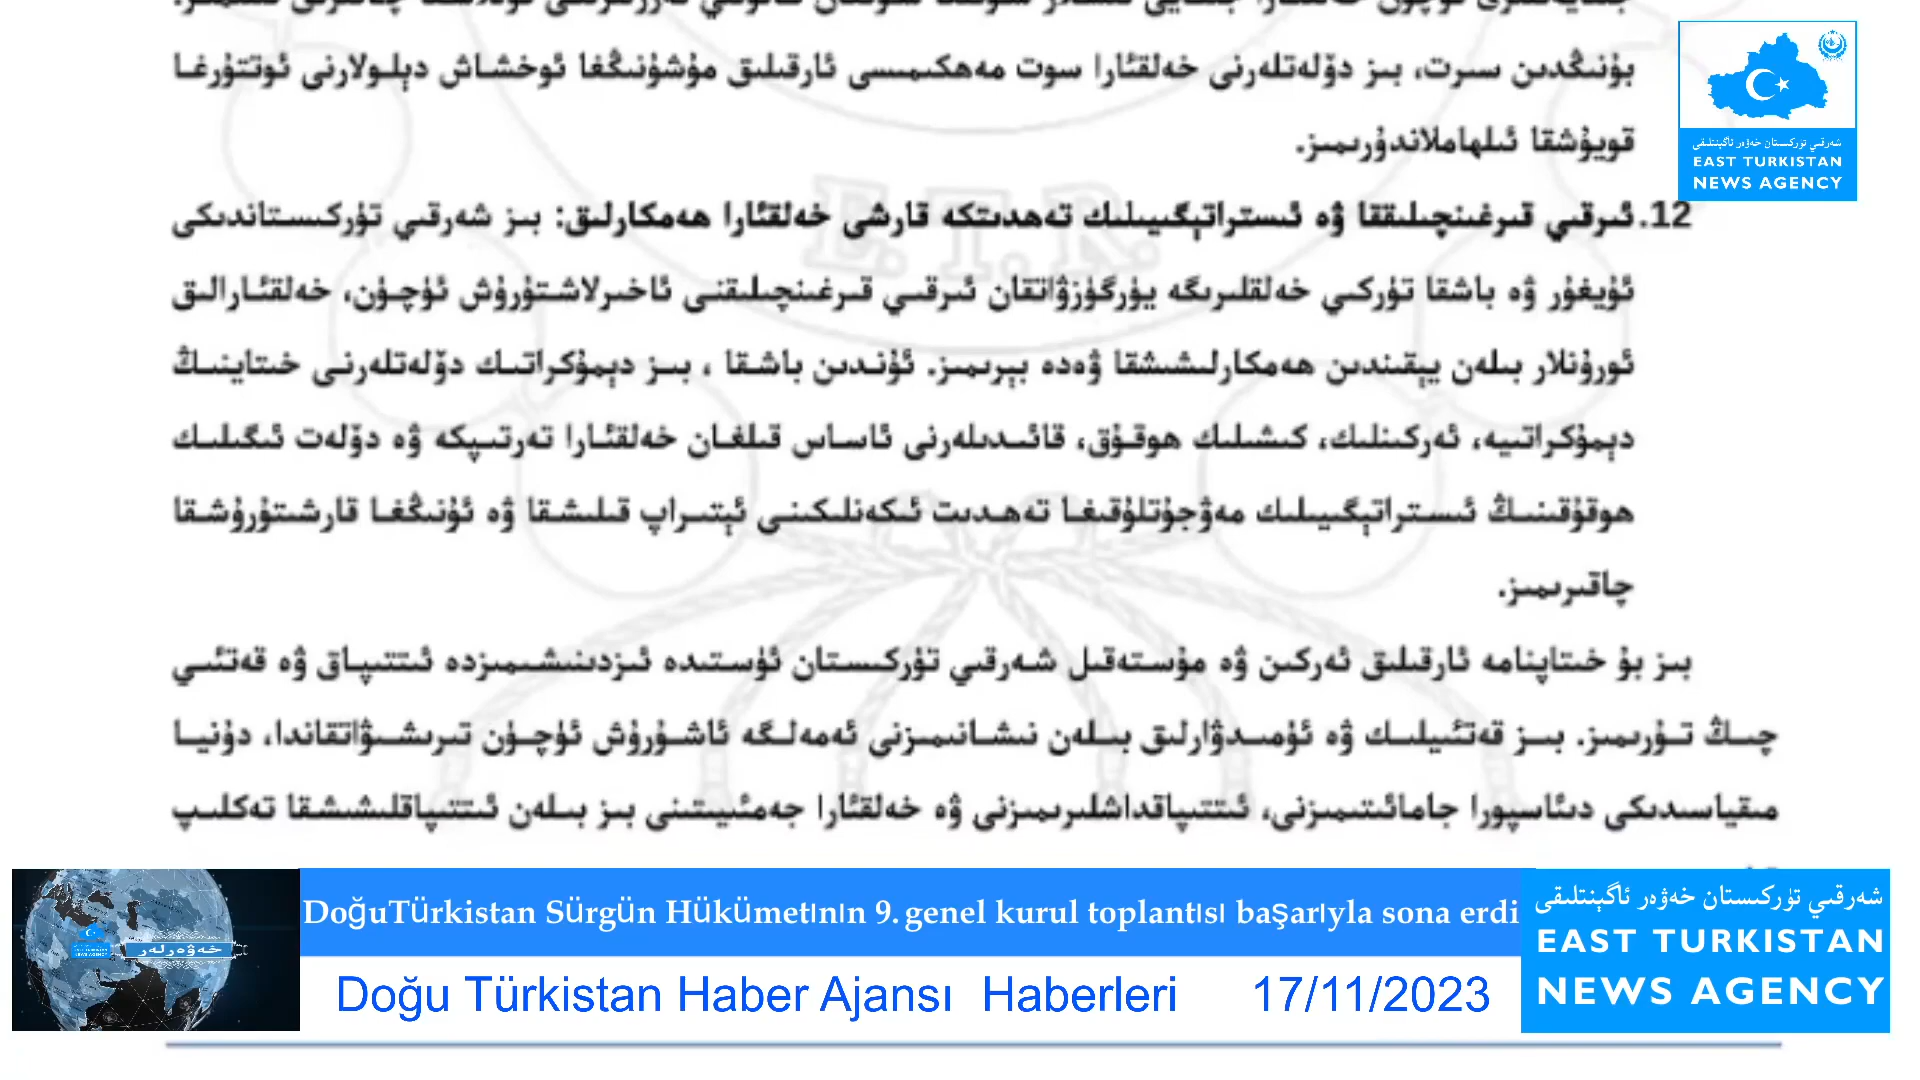 بۇنىڭدىن سىرت، بىز دۆلەتلەرنى خەلقئارا سوت مەھكىمىسى ئارقىلىق مۇشۇنىڭغا ئوخشاش دېلولارنى ئوتتۇرغا
قويۇشقا ئىلھاملاندۇرىمىز.
12. ئىرقىي قىرغىنچىلىققا ۋە ئىستراتېگىيىلىك تەھدىتكە قارشى خەلقئارا ھەمكارلىق: بىز شەرقىي تۈركىستاندىكى
ئۇيغۇر ۋە باشقا تۈركىي خەلقلىرىگە يۈرگۈزۈۋاتقان ئىرقىي قىرغىنچىلىقنى ئاخىرلاشتۇرۇش ئۈچۈن، خەلقئارالىق
ئورۇنلار بىلەن يېقىندىن ھەمكارلىشىشقا ۋەدە بېرىمىز. ئۇندىن باشقا ، بىز دېمۇكراتىك دۆلەتلەرنى خىتاينىڭ
دېمۇكراتىيە، ئەركىنلىك، كىشىلىك ھوقۇق، قائىدىلەرنى ئاساس قىلغان خەلقئارا تەرتىپكە ۋە دۆلەت ئىگىلىك
ھوقۇقىنىڭ ئىستراتېگىيىلىك مەۋجۇتلۇقىغا تەھدىت ئىكەنلىكىنى ئېتىراپ قىلىشقا ۋە ئۇنىڭغا قارشىتۇرۇشقا
چاقىرىمىز.
بىز بۇ خىتاپنامە ئارقىلىق ئەركىن ۋە مۇستەقىل شەرقىي تۈركىستان ئۈستىدە ئىزدىنىشىمىزدە ئىتتىپاق ۋە قەتئىي
چىڭ تۇرىمىز. بىز قەتئىيلىك ۋە ئۈمىدۋارلىق بىلەن نىشانىمىزنى ئەمەلگە ئاشۇرۇش ئۈچۈن تىرىشىۋاتقاندا، دۇنيا
مىقياسىدىكى دىئاسپورا جامائىتىمىزنى، ئىتتىپاقداشلىرىمىزنى ۋە خەلقئارا جەمئىيىتىنى بىز بىلەن ئىتتىپاقلىشىشقا تەكلىپ
شەرقىي تۈركىستان خەۋەر ئاگېنتلىقى
EAST TURKISTAN
NEWS AGENCY
خەۋەرلەر
DoğuTürkistan Sürgün Hükümetının 9. genel kurul toplantısı başarıyla sona erdi
Doğu Türkistan Haber Ajansı Haberleri 17/11/2023
شەرقىي تۈركىستان خەۋەر ئاگېنتلىقى
EAST TURKISTAN
NEWS AGENCY
E.T.R.